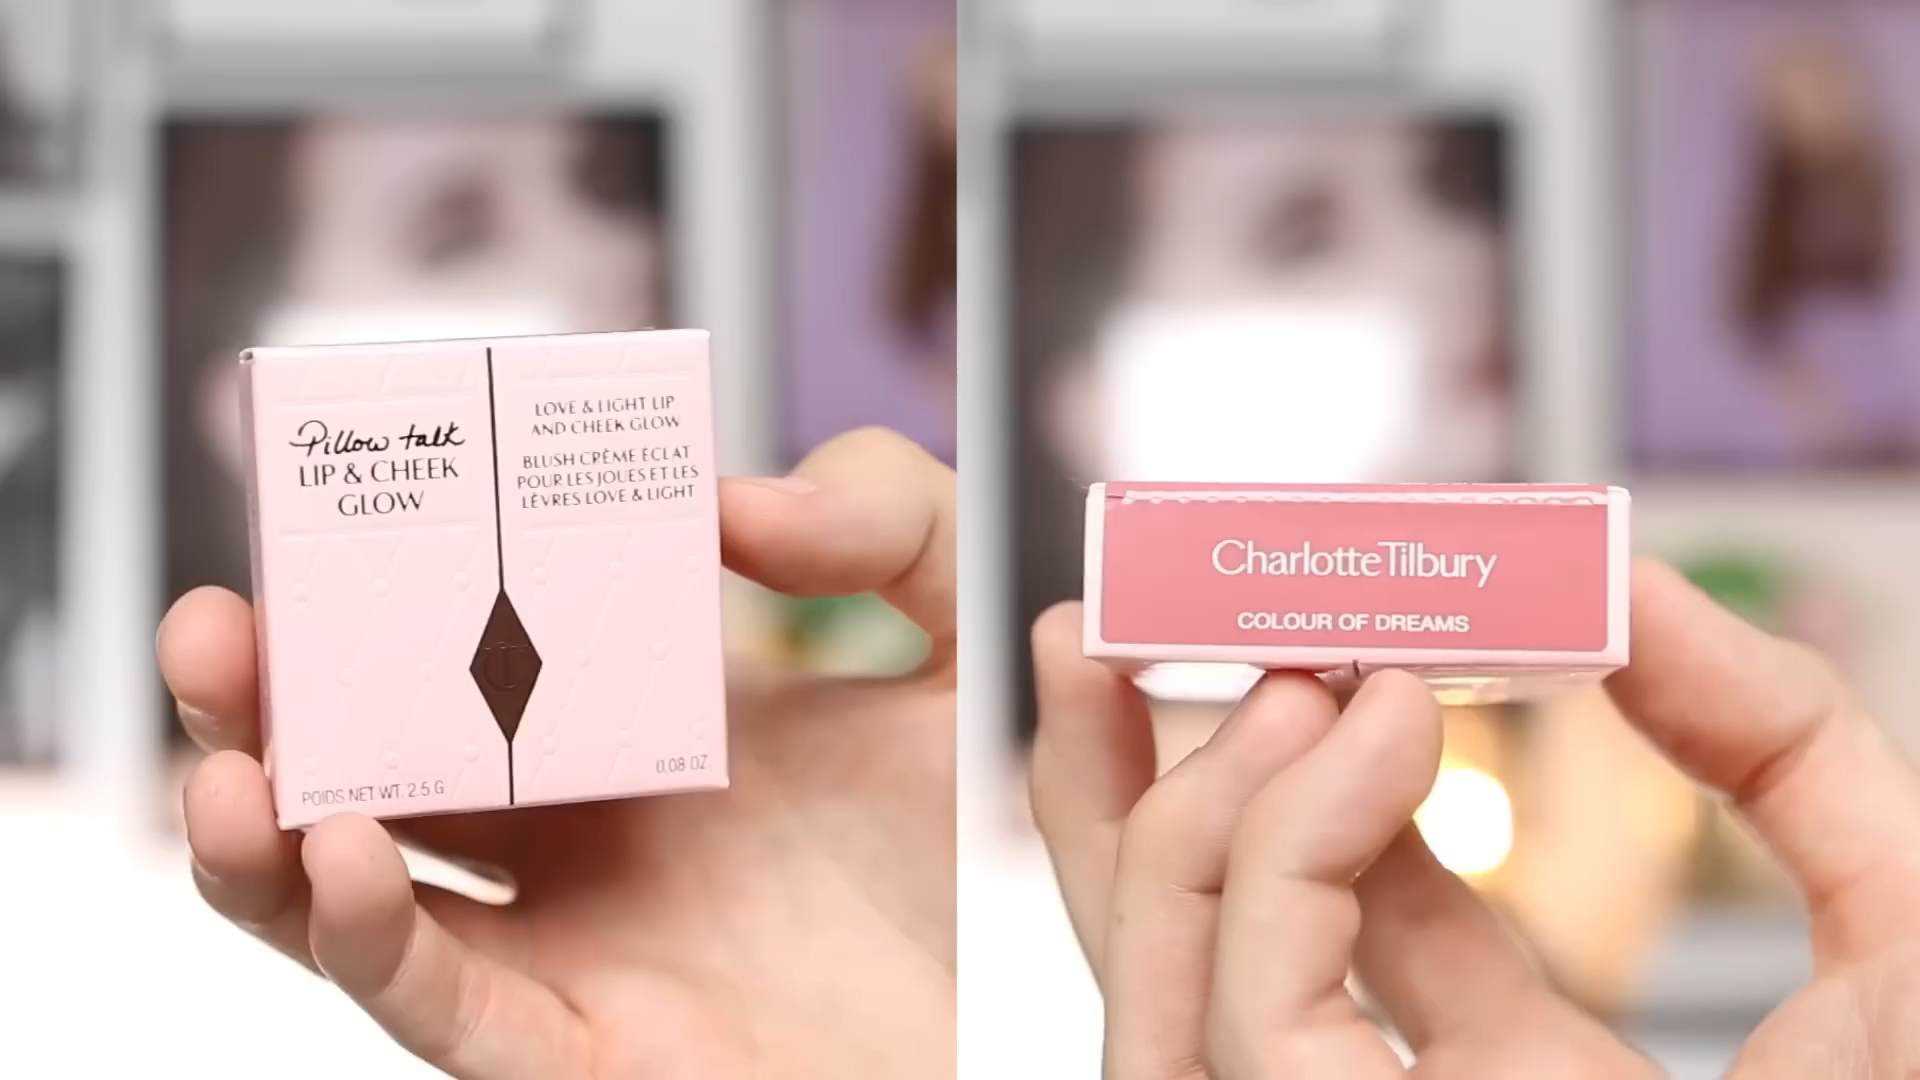 Pillow talk
LIP & CHEEK
GLOW
LOVE & LIGHT LIP
AND CHEEK GLOW
BLUSH CRÈME ÉCLAT
POUR LES JOUES ET LES
LÈVRES LOVE & LIGHT
POIDS NET WT. 2.5 G
0.08 OZ
CharlotteTilbury
COLOUR OF DREAMS